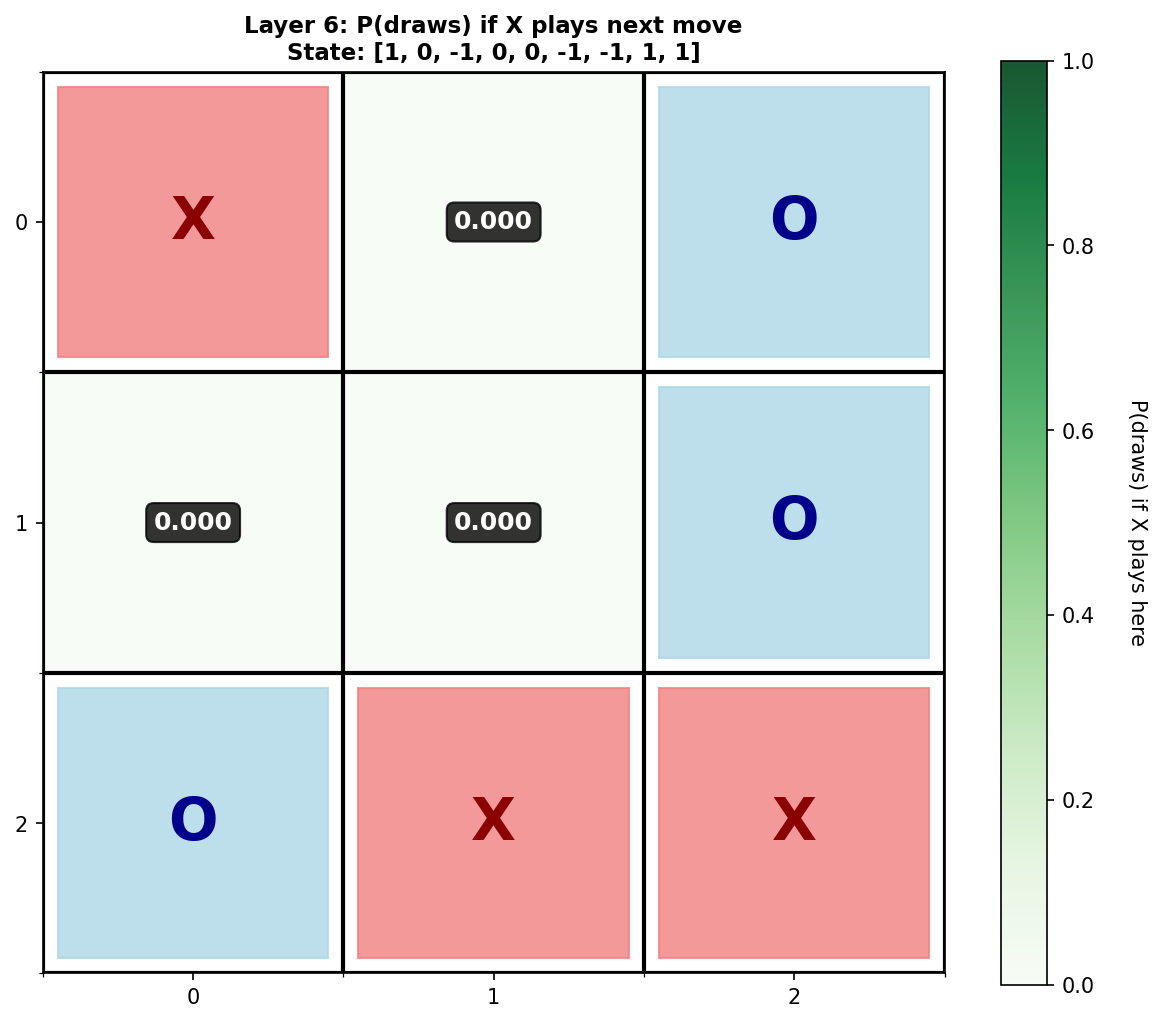 Layer 6: P(draws) if X plays next move
State: [1, 0, -1, 0, 0, -1, -1, 1, 1]
X
0.000
O
0.000
0.000
O
O
X
X
0
1
2
0
1
2
1.0
0.8
0.6
0.4
0.2
0.0
P(draws) if X plays here